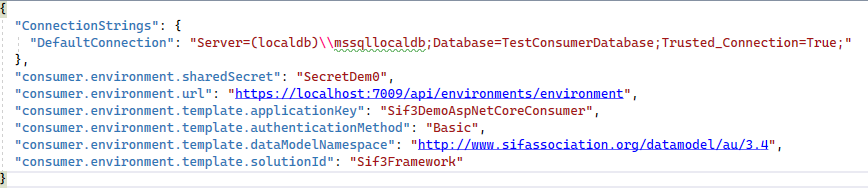 {
"ConnectionStrings": {
"DefaultConnection": "Server=(localdb)\\mssqllocaldb;Database=TestConsumerDatabase;Trusted_Connection=True;"
},
"consumer.environment.sharedSecret": "SecretDem0",
"consumer.environment.url": "https://localhost:7009/api/environments/environment",
"consumer.environment.template.applicationKey": "Sif3DemoAspNetCoreConsumer",
"consumer.environment.template.authenticationMethod": "Basic",
"consumer.environment.template.dataModelNamespace": "http://www.sifassociation.org/datamodel/au/3.4",
"consumer.environment.template.solutionId": "Sif3Framework"
}